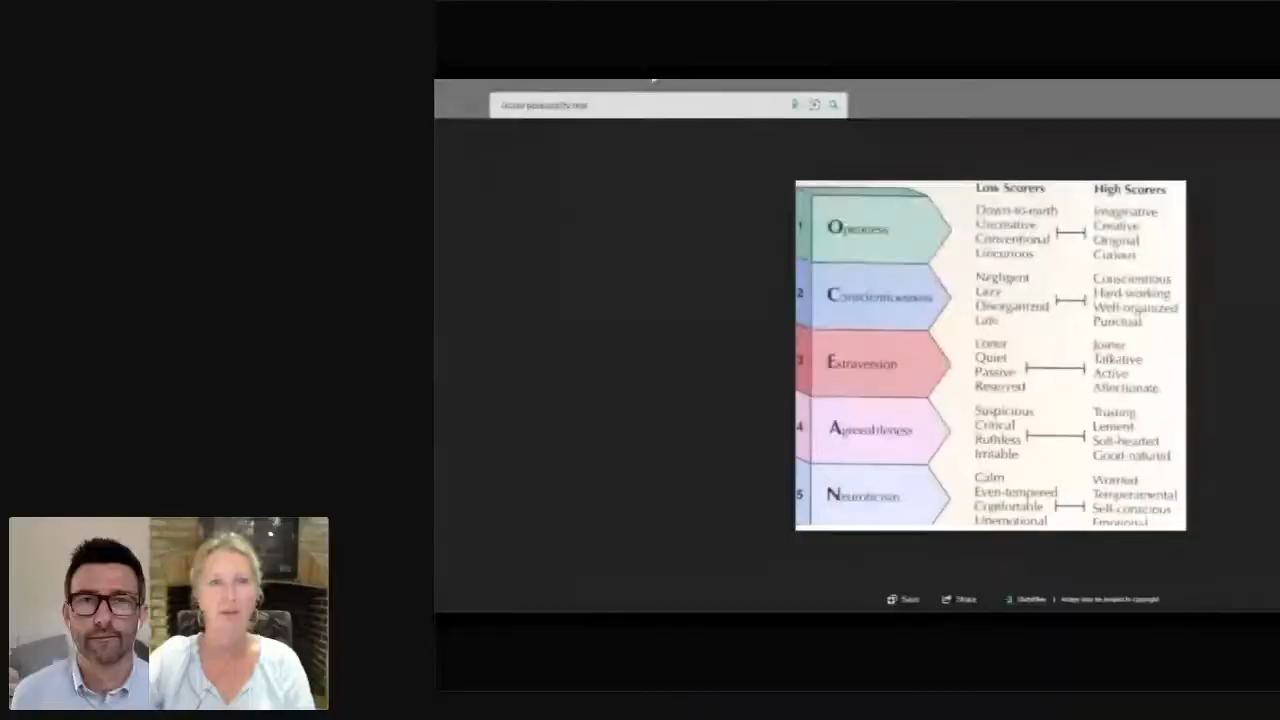 Low Scorers High Scorers
1 Openness
Down-to-earth
Uncreative
Conventional
Uncurious
Imaginative
Creative
Original
Curious
2 Conscientiousness
Negligent
Lazy
Disorganized
Late
Conscientious
Hard-working
Well-organized
Punctual
3 Extraversion
Loner
Quiet
Passive
Reserved
Joiner
Talkative
Active
Affectionate
4 Agreeableness
Suspicious
Critical
Ruthless
Irritable
Trusting
Lenient
Soft-hearted
Good-natured
5 Neuroticism
Calm
Even-tempered
Comfortable
Unemotional
Worried
Temperamental
Self-conscious
Emotional
Save Share